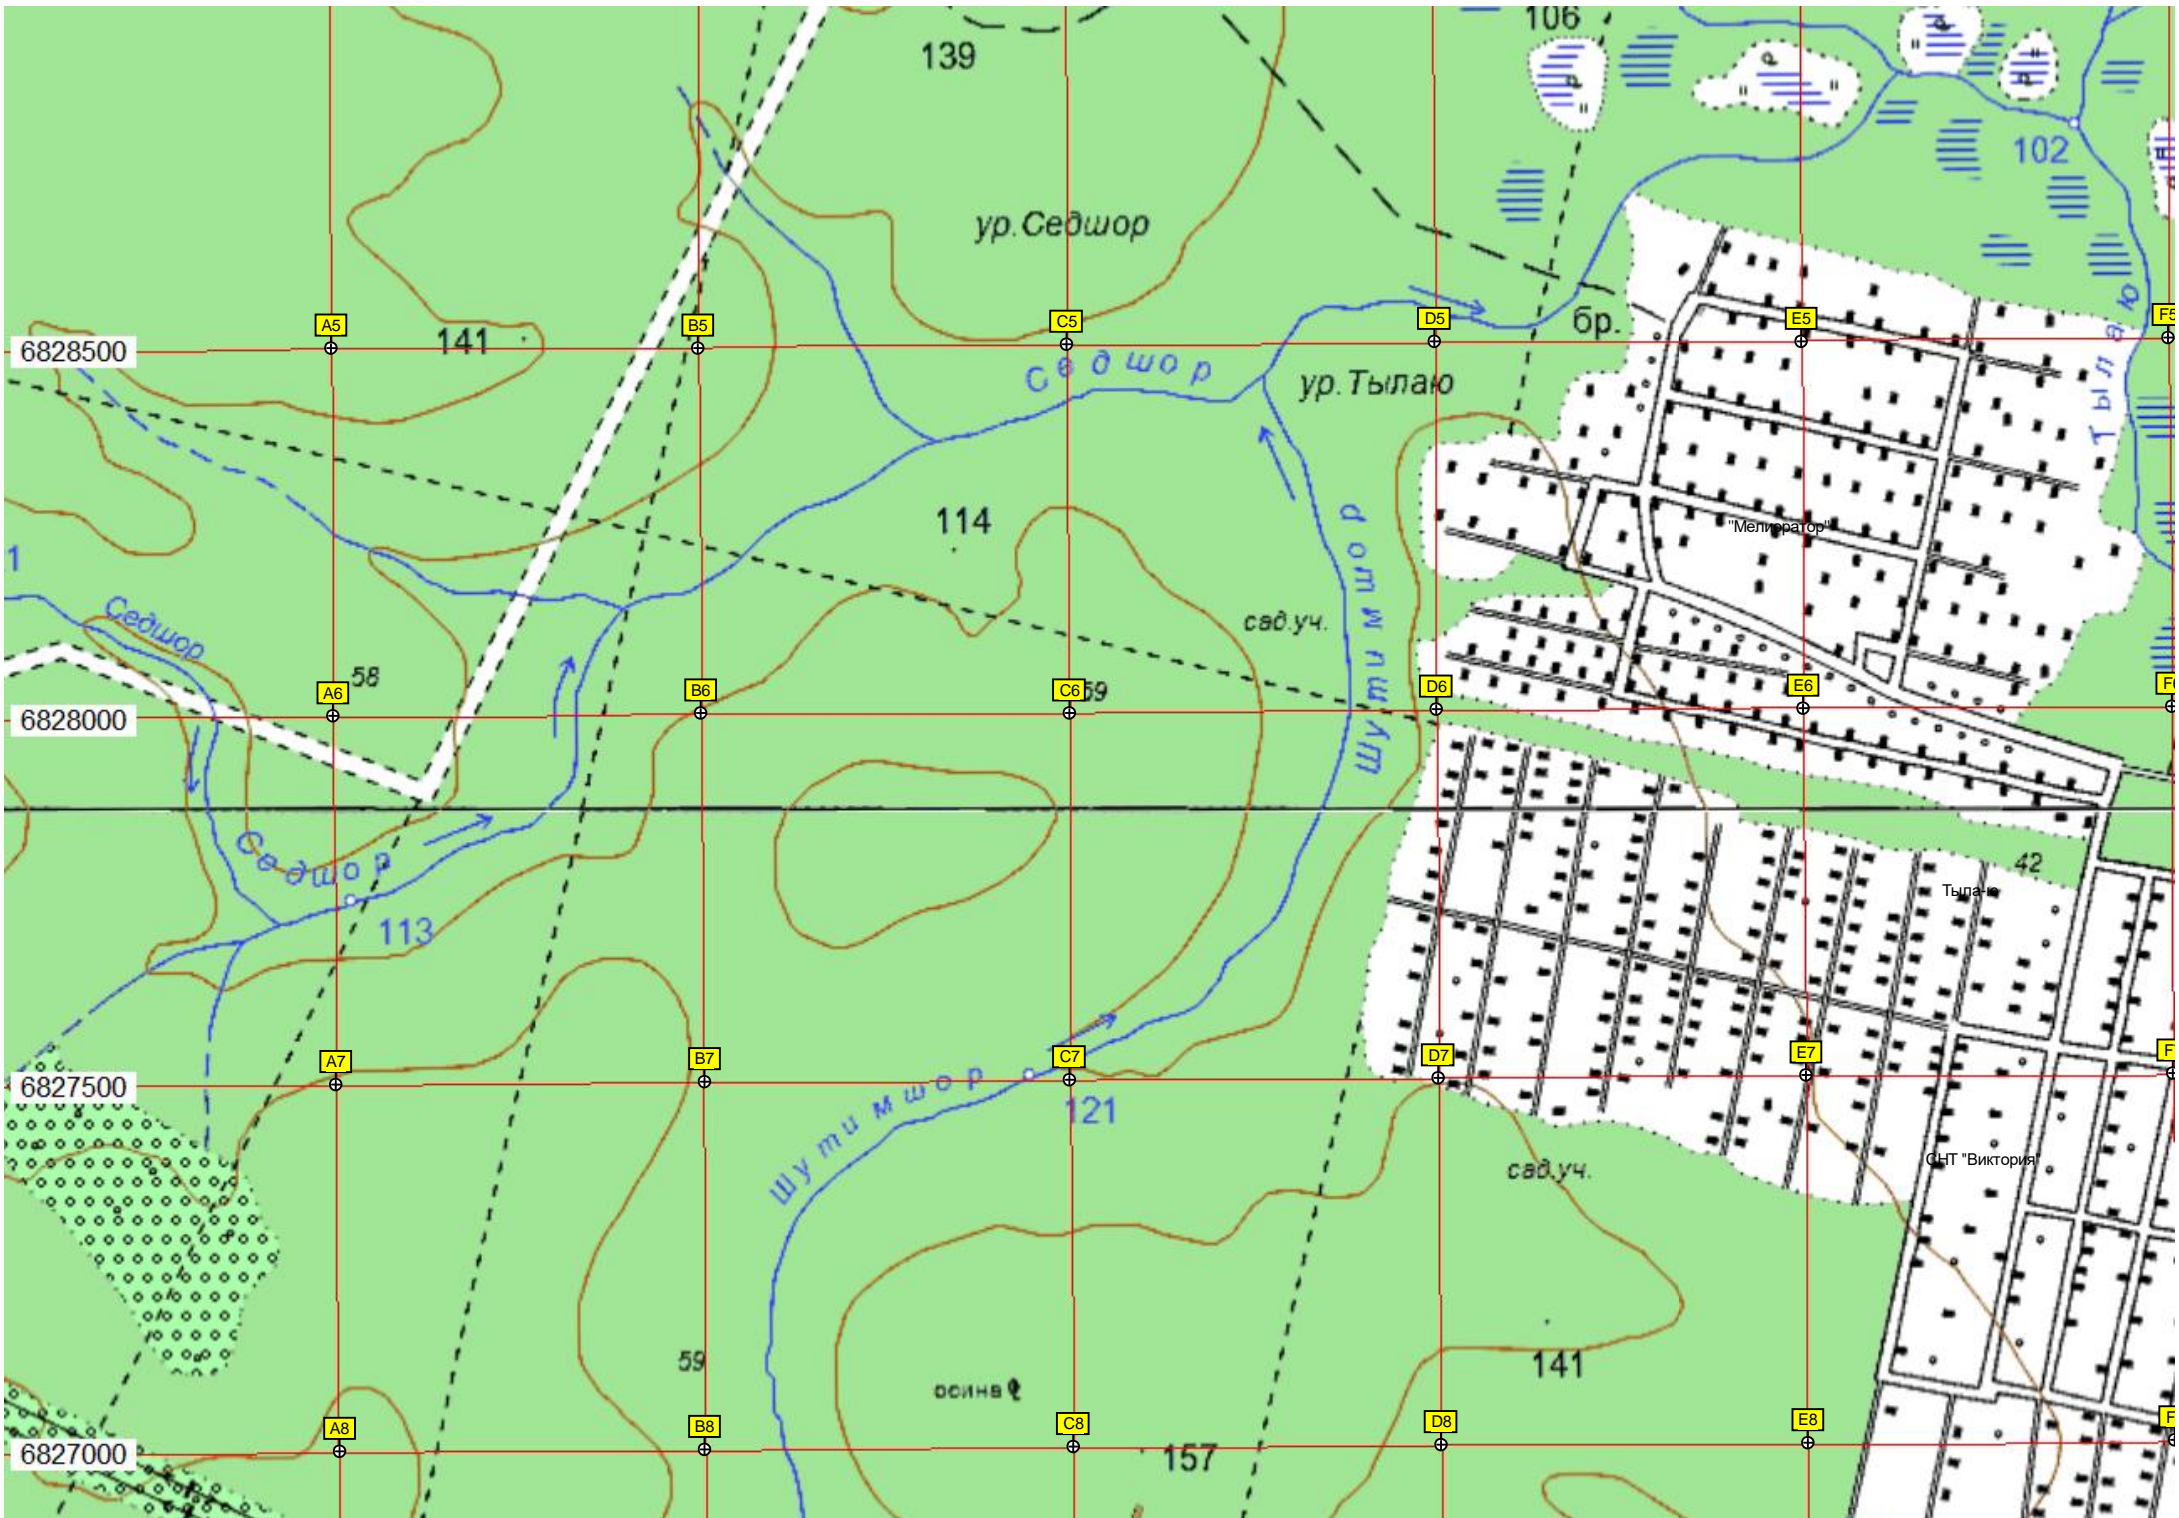 106
139
102
ур.Седшор
A5
B5
C5
D5
E5
F5
6828500
141
Седшор
бр.
Тылаю
ур.Тылаю
114
"Мелиоратор"
1
Седшор
сад.уч.
Шутимшор
58
59
A6
B6
C6
D6
E6
6828000
Седшор
42
113
A7
B7
C7
D7
E7
6827500
Шутимшор
121
сад.уч.
СНТ "Виктория"
59
осина
141
A8
B8
C8
D8
E8
6827000
157